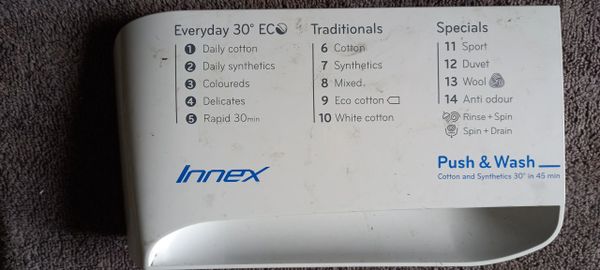 Everyday 30° ECO
1 Daily cotton
2 Daily synthetics
3 Coloureds
4 Delicates
5 Rapid 30min
Traditionals
6 Cotton
7 Synthetics
8 Mixed
9 Eco cotton
10 White cotton
Specials
11 Sport
12 Duvet
13 Wool
14 Anti odour
Rinse + Spin
Spin + Drain
Innex
Push & Wash
Cotton and Synthetics 30° in 45 min